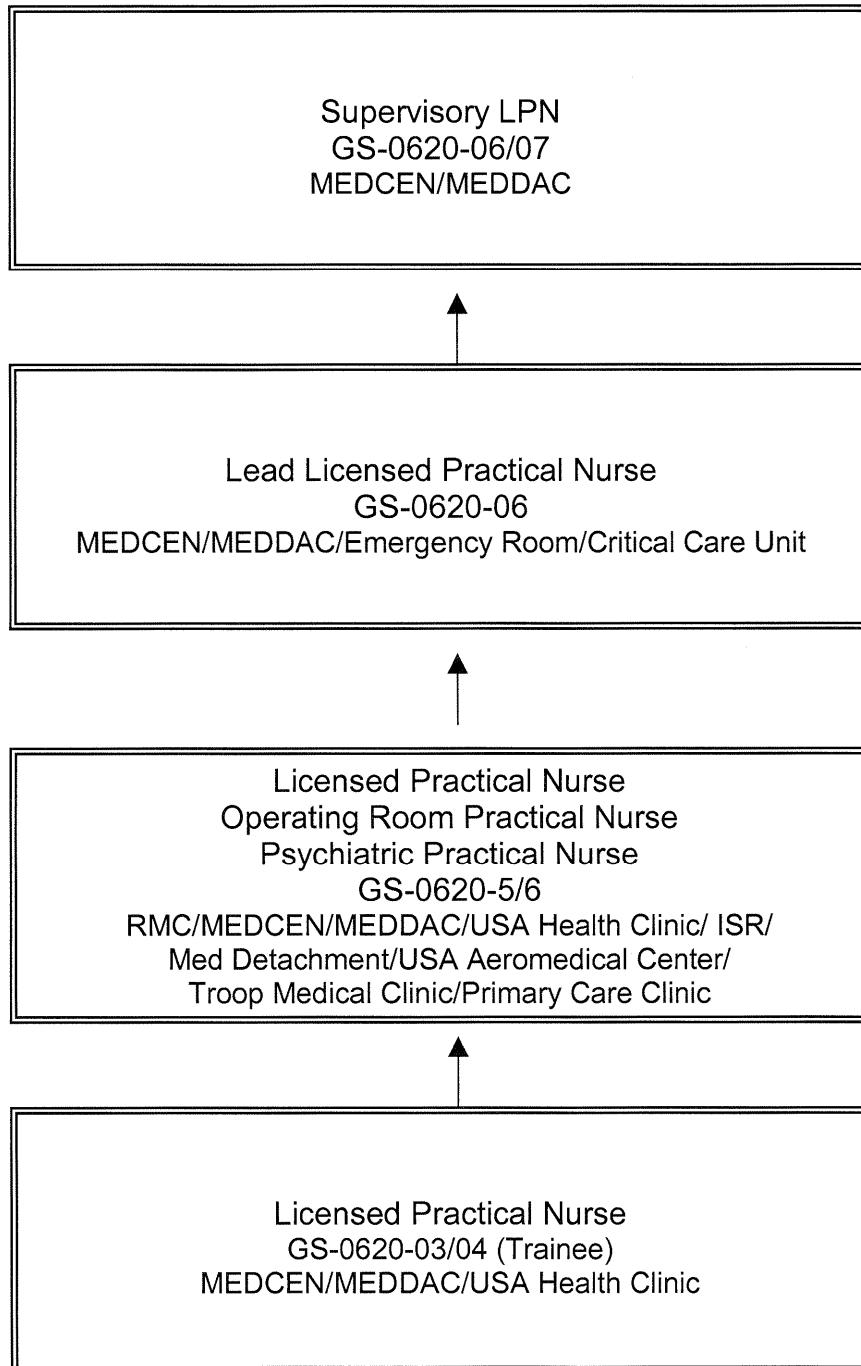 Supervisory LPN
GS-0620-06/07
MEDCEN/MEDDAC
Lead Licensed Practical Nurse
GS-0620-06
MEDCEN/MEDDAC/Emergency Room/Critical Care Unit
Licensed Practical Nurse
Operating Room Practical Nurse
Psychiatric Practical Nurse
GS-0620-5/6
RMC/MEDCEN/MEDDAC/USA Health Clinic/ ISR/
Med Detachment/USA Aeromedical Center/
Troop Medical Clinic/Primary Care Clinic
Licensed Practical Nurse
GS-0620-03/04 (Trainee)
MEDCEN/MEDDAC/USA Health Clinic